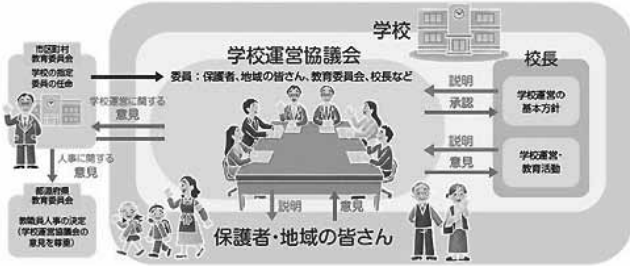 学校
市区町村
教育委員会
学校の指定
委員の任命
学校運営協議会
委員：保護者、地域の皆さん、教育委員会、校長など
校長
説明
承認
学校運営の
基本方針
説明
意見
学校運営・
教育活動
学校運営に関する
意見
人事に関する
意見
都道府県
教育委員会
教職員人事の決定
（学校運営協議会の
意見を尊重）
説明
意見
保護者・地域の皆さん